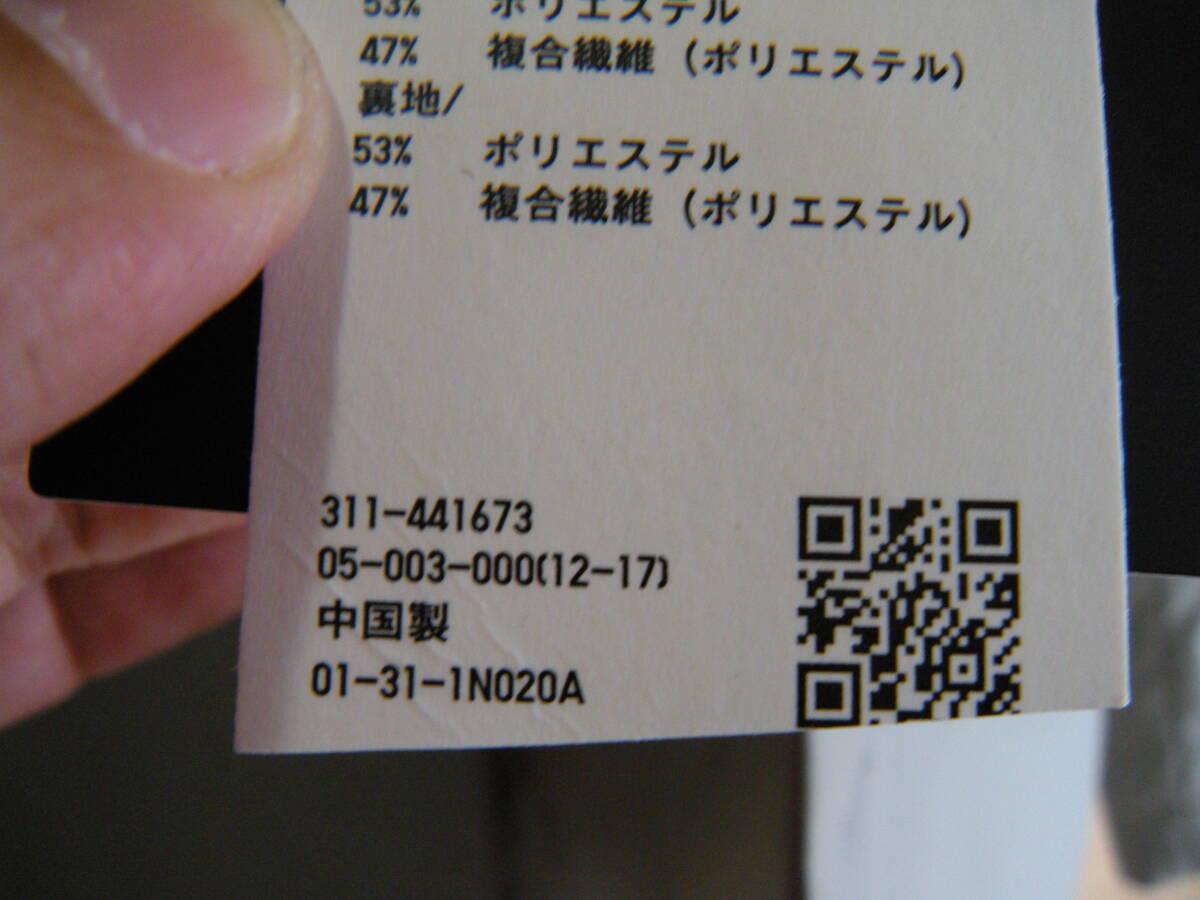 53% ポリエステル
47% 複合繊維 (ポリエステル)
裏地/
53% ポリエステル
47% 複合繊維 (ポリエステル)
311-441673
05-003-000(12-17)
中国製
01-31-1N020A